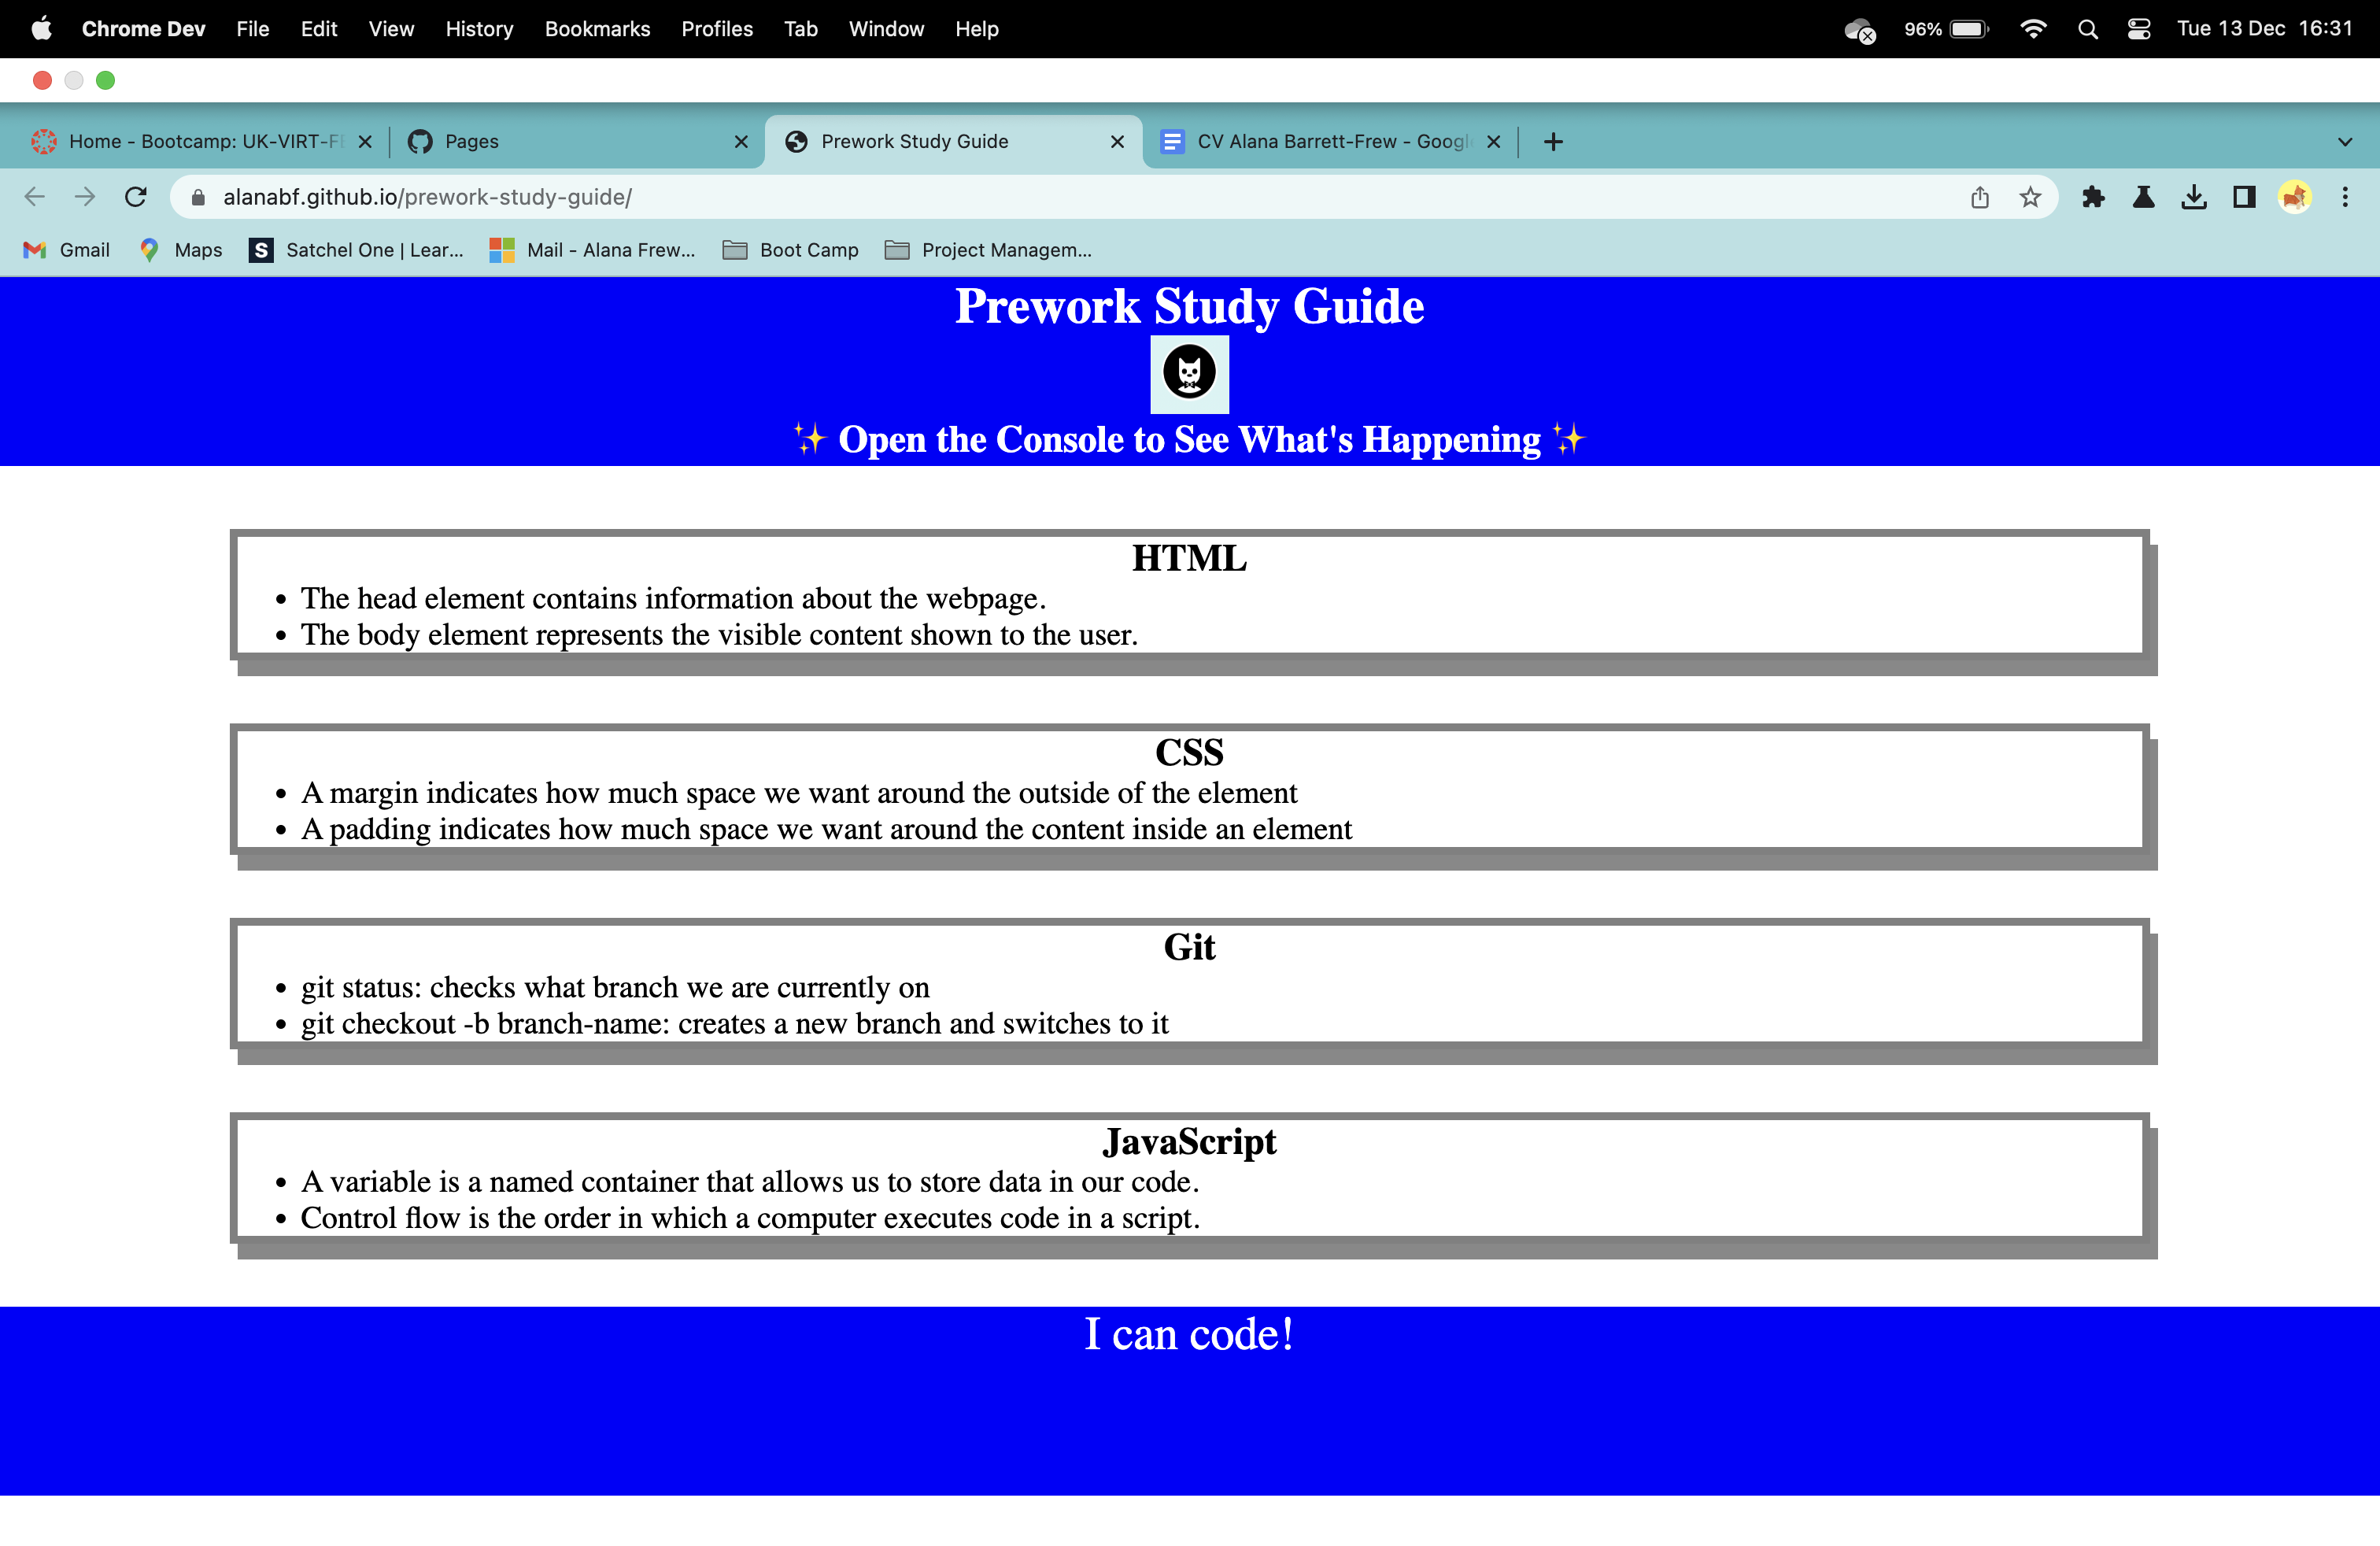 Chrome Dev File Edit View History Bookmarks Profiles Tab Window Help 96% Tue 13 Dec 16:31
Home - Bootcamp: UK-VIRT-F Pages Prework Study Guide CV Alana Barrett-Frew - Googl
alanabf.github.io/prework-study-guide/
Gmail Maps S Satchel One | Lear... Mail - Alana Frew... Boot Camp Project Managem...
Prework Study Guide
✨ Open the Console to See What's Happening ✨
HTML
• The head element contains information about the webpage.
• The body element represents the visible content shown to the user.
CSS
• A margin indicates how much space we want around the outside of the element
• A padding indicates how much space we want around the content inside an element
Git
• git status: checks what branch we are currently on
• git checkout -b branch-name: creates a new branch and switches to it
JavaScript
• A variable is a named container that allows us to store data in our code.
• Control flow is the order in which a computer executes code in a script.
I can code!